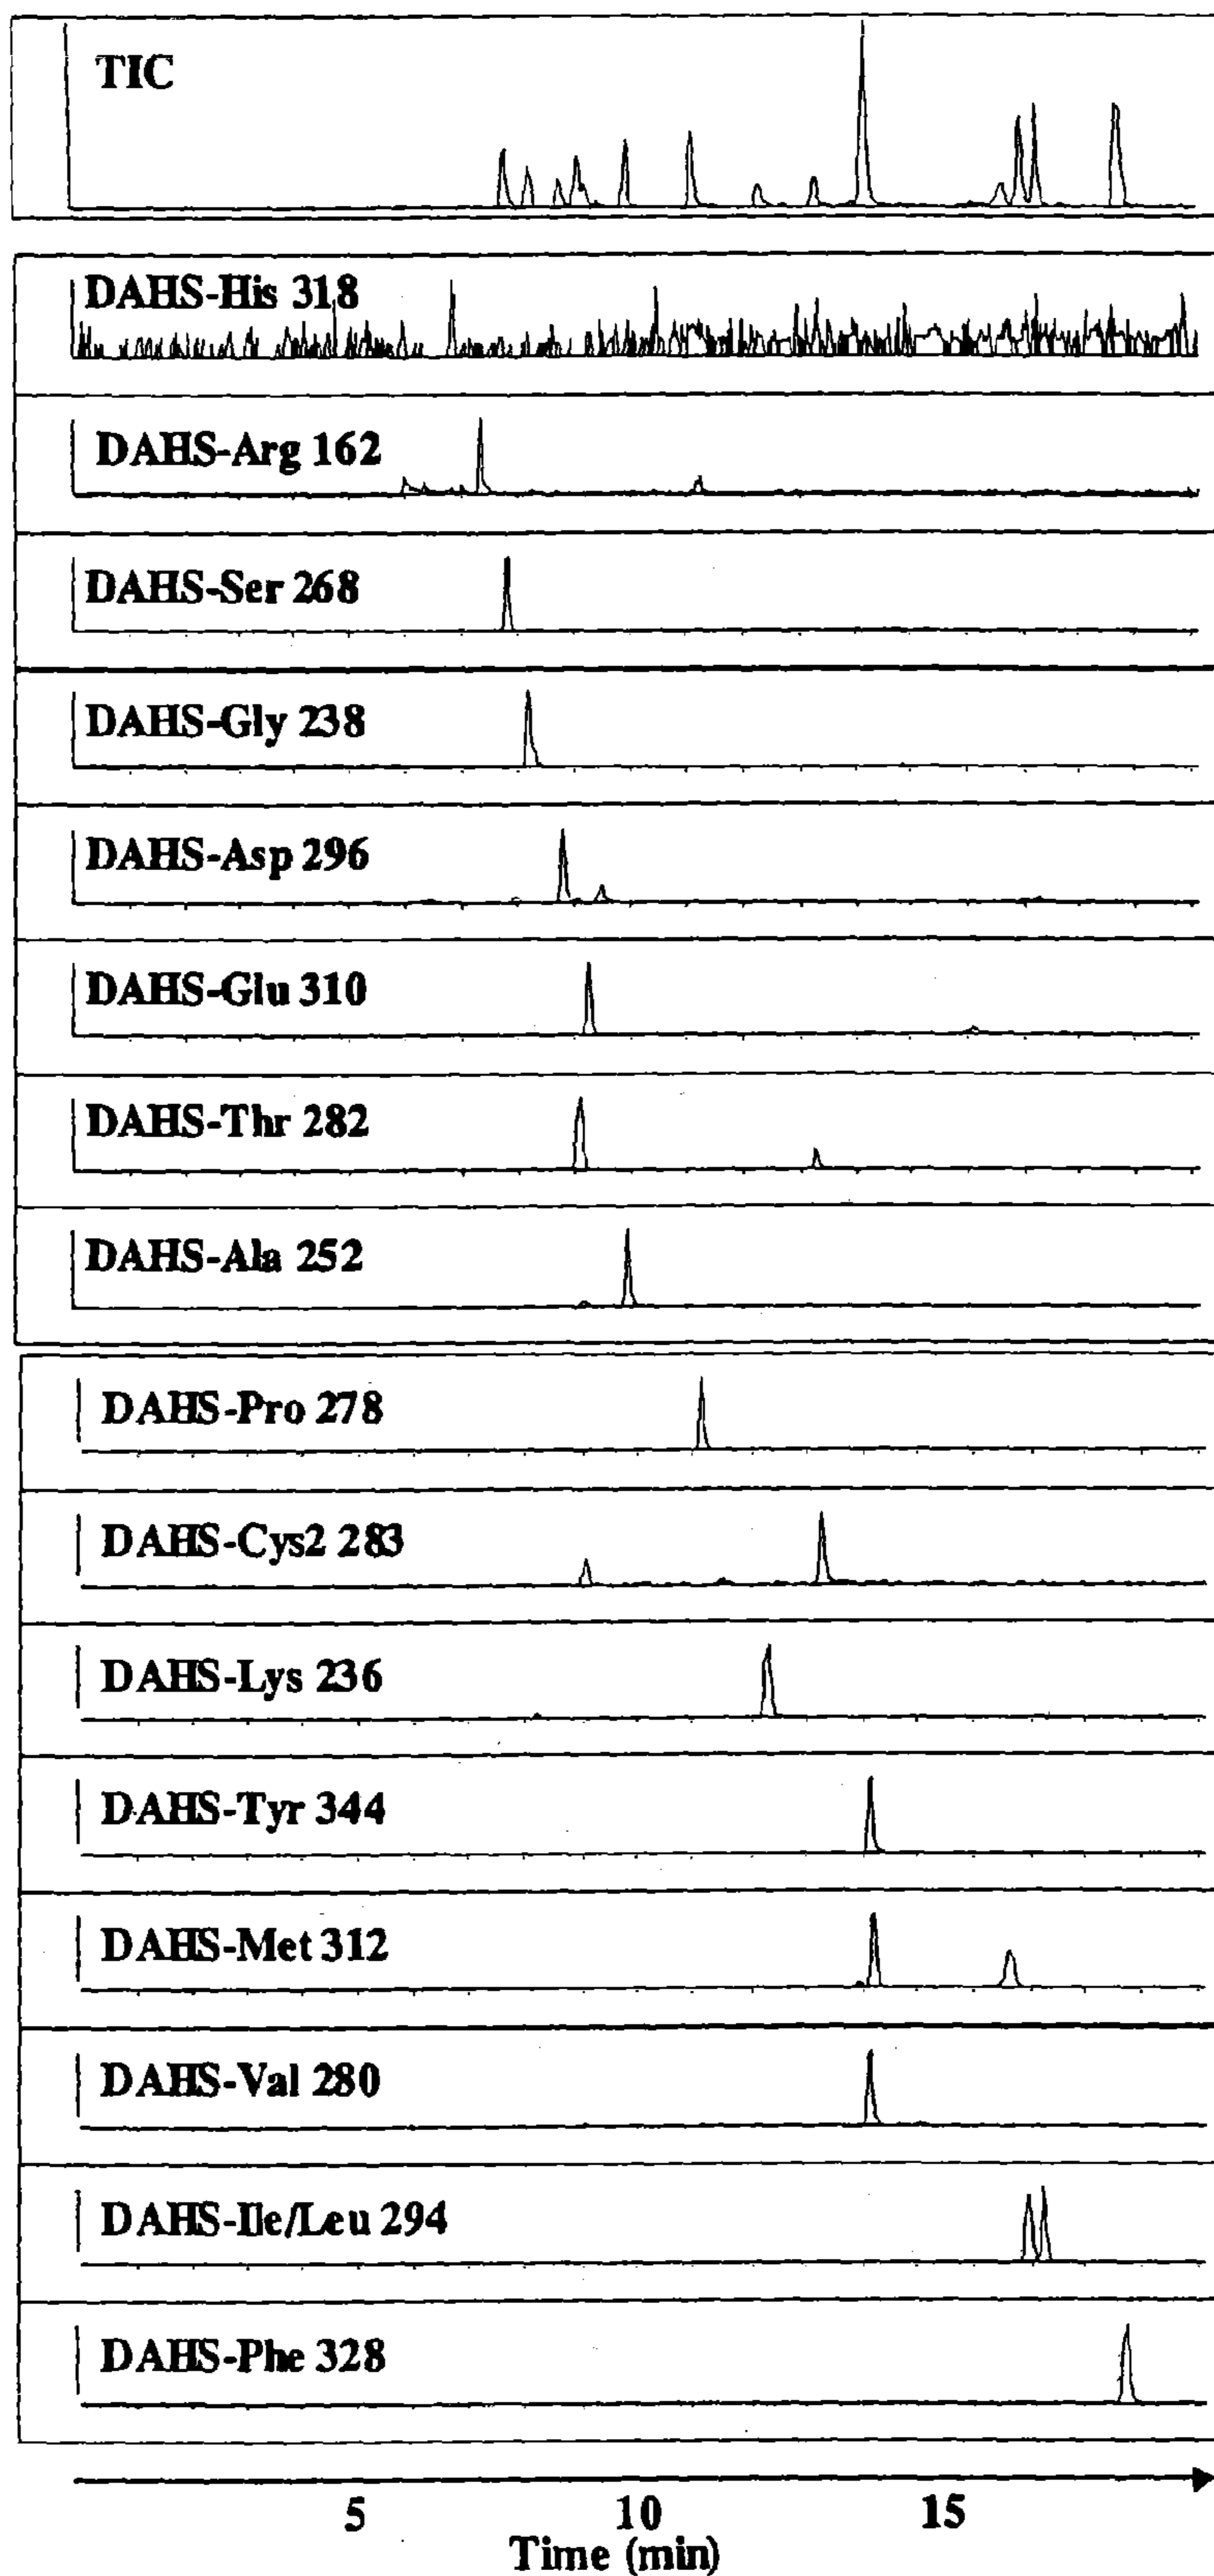 TIC
DAHS-His 318
DAHS-Arg 162
DAHS-Ser 268
DAHS-Gly 238
DAHS-Asp 296
DAHS-Glu 310
DAHS-Thr 282
DAHS-Ala 252
DAHS-Pro 278
DAHS-Cys2 283
DAHS-Lys 236
DAHS-Tyr 344
DAHS-Met 312
DAHS-Val 280
DAHS-Ile/Leu 294
DAHS-Phe 328
5 10 15
Time (min)